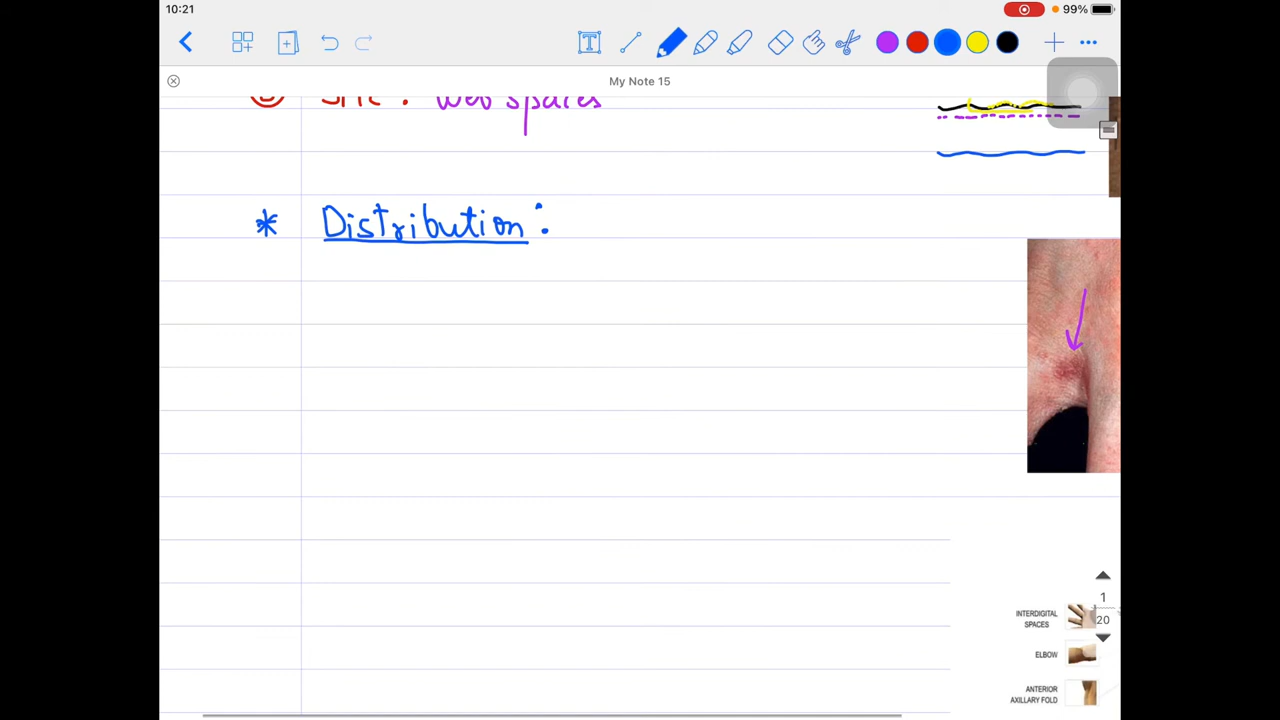 10:21
99%
My Note 15
Site : Web spaces
* Distribution :
1
20
INTERDIGITAL
SPACES
ELBOW
ANTERIOR
AXILLARY FOLD